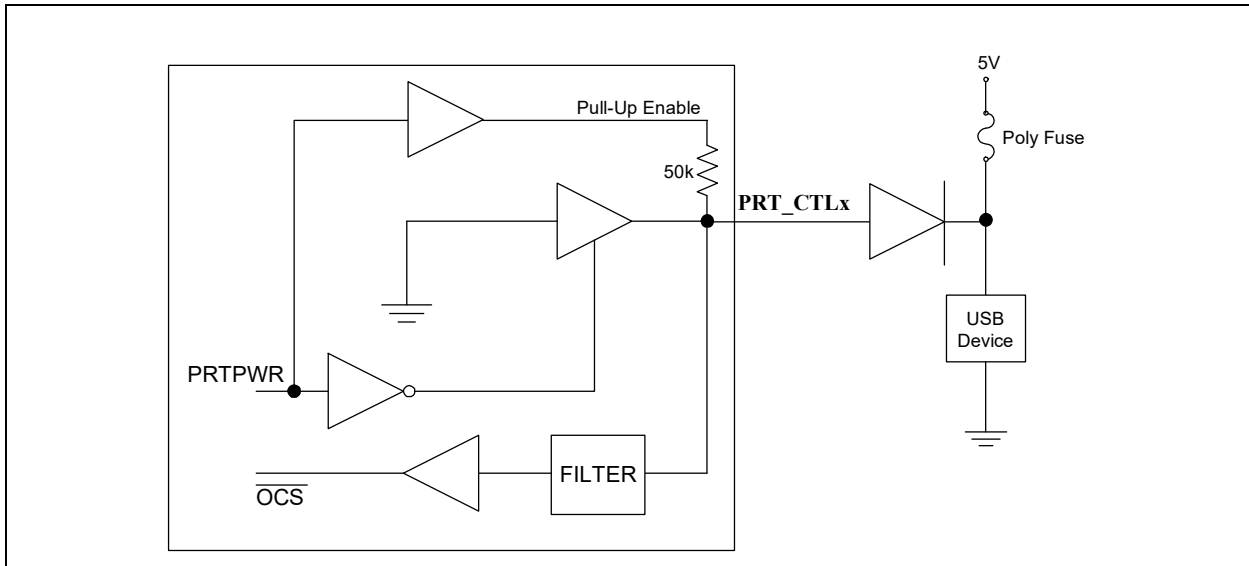 5V
Poly Fuse
Pull-Up Enable
50k
PRT_CTLx
USB
Device
PRTPWR
FILTER
OCS